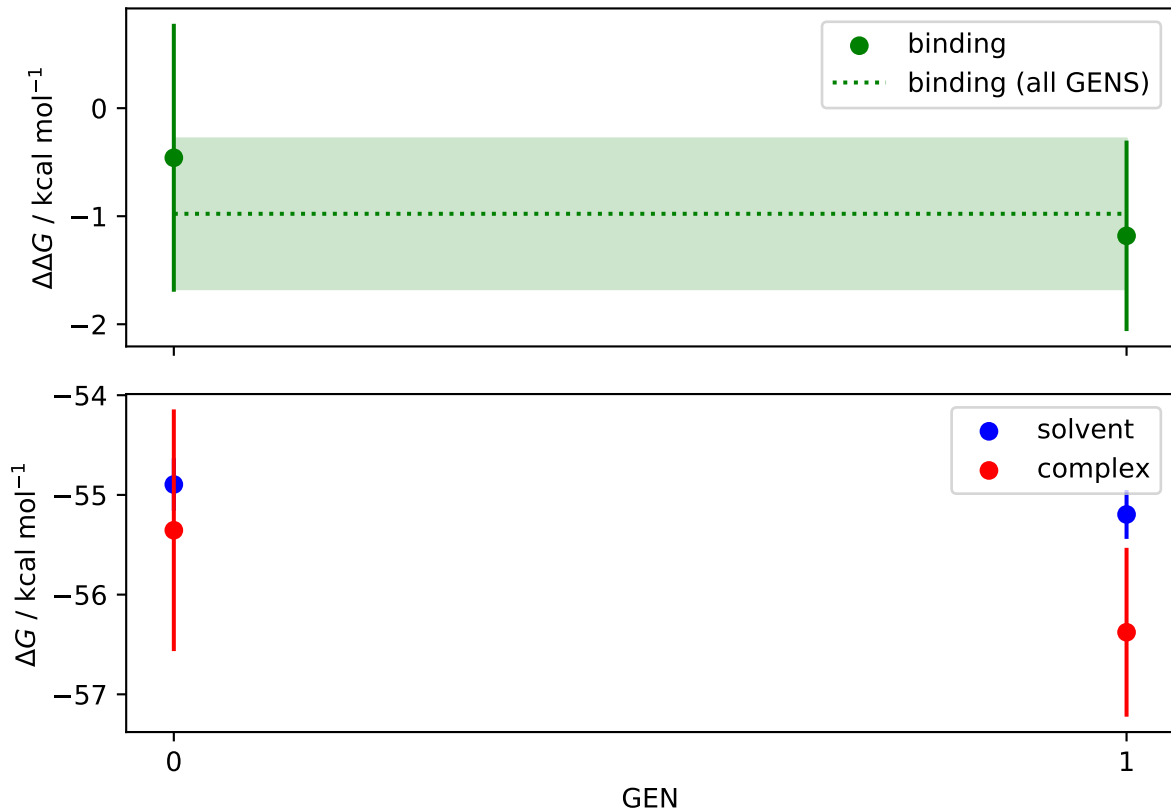 binding
binding (all GENS)
ΔΔG / kcal mol⁻¹
0
−1
−2
solvent
complex
ΔG / kcal mol⁻¹
−54
−55
−56
−57
0
1
GEN